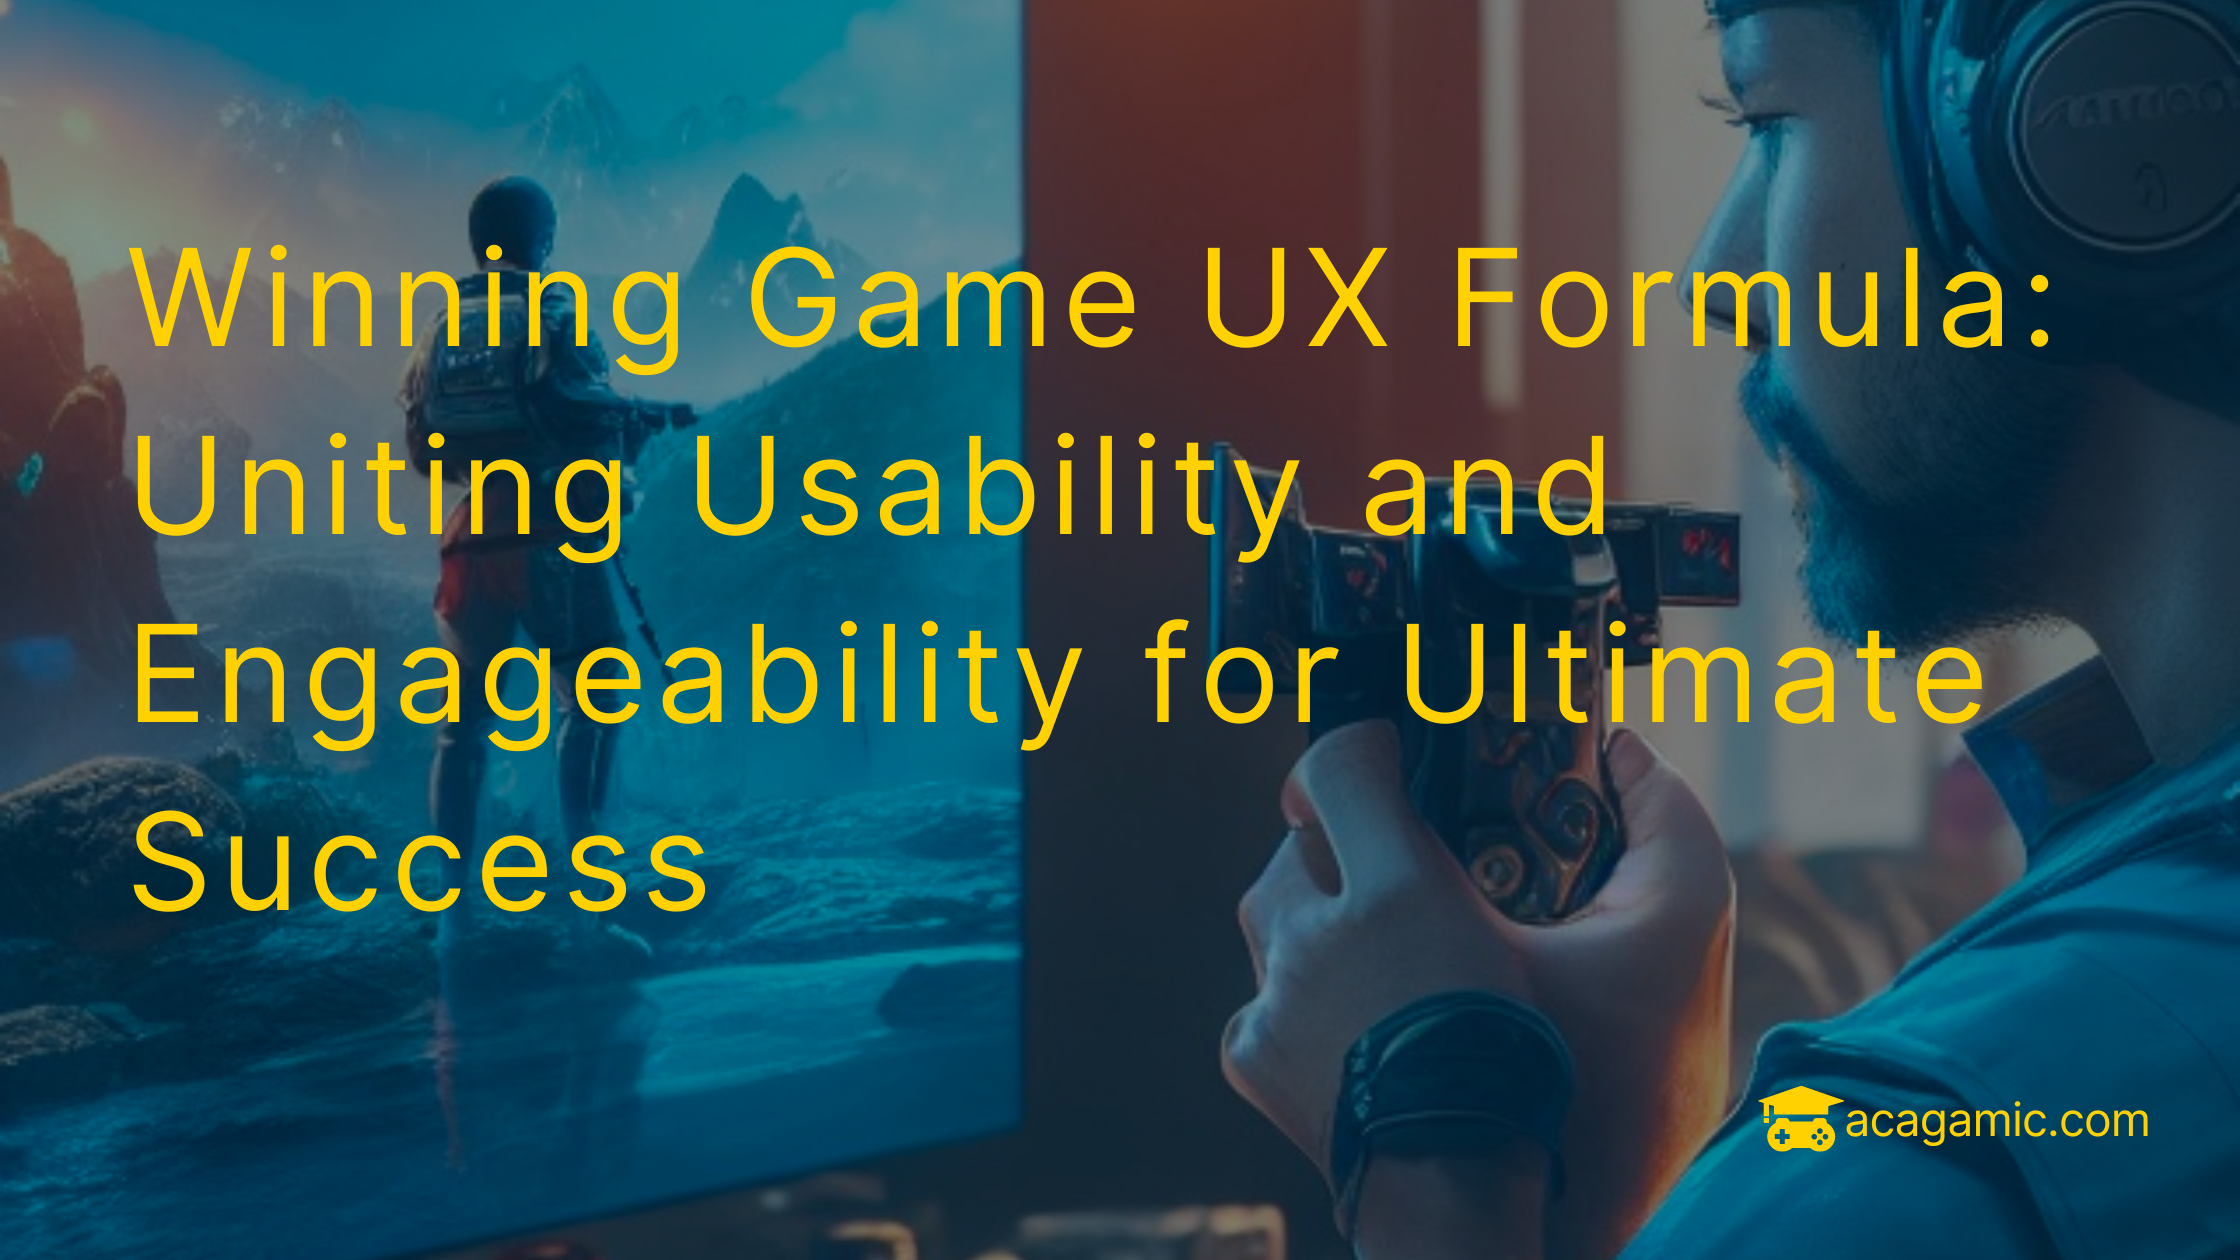 Winning Game UX Formula:
Uniting Usability and
Engageability for Ultimate
Success
acagamic.com